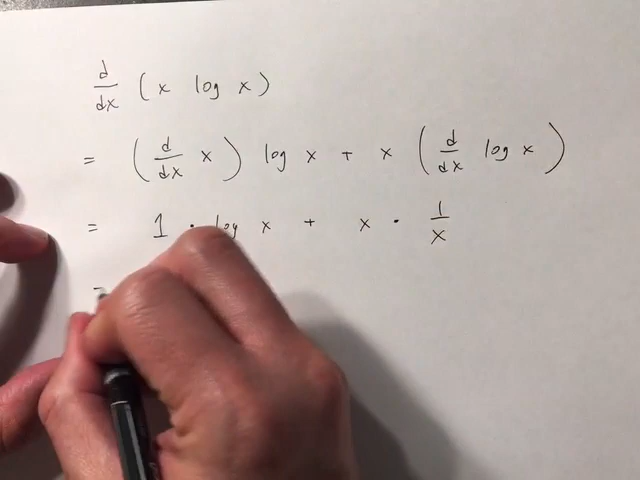 d/dx (x log x)
= (d/dx x) log x + x (d/dx log x)
= 1 · log x + x · 1/x